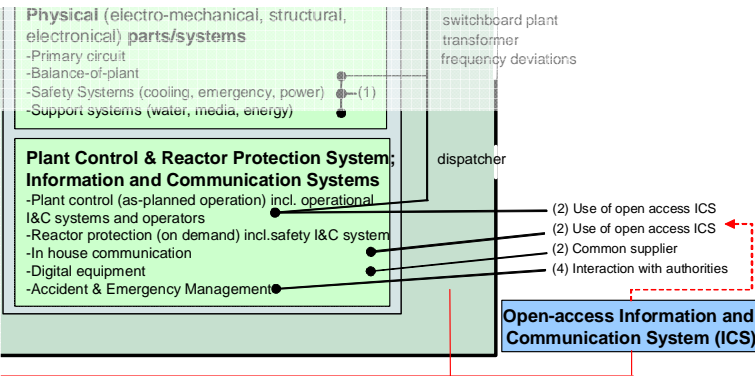 Physical (electro-mechanical, structural,
electronical) parts/systems
-Primary circuit
-Balance-of-plant
-Safety Systems (cooling, emergency, power)
(1)
-Support systems (water, media, energy)
switchboard plant
transformer
frequency deviations
Plant Control & Reactor Protection System;
Information and Communication Systems
-Plant control (as-planned operation) incl. operational
I&C systems and operators
-Reactor protection (on demand) incl.safety I&C system
-In house communication
-Digital equipment
-Accident & Emergency Management
dispatcher
(2) Use of open access ICS
(2) Use of open access ICS
(2) Common supplier
(4) Interaction with authorities
Open-access Information and
Communication System (ICS)